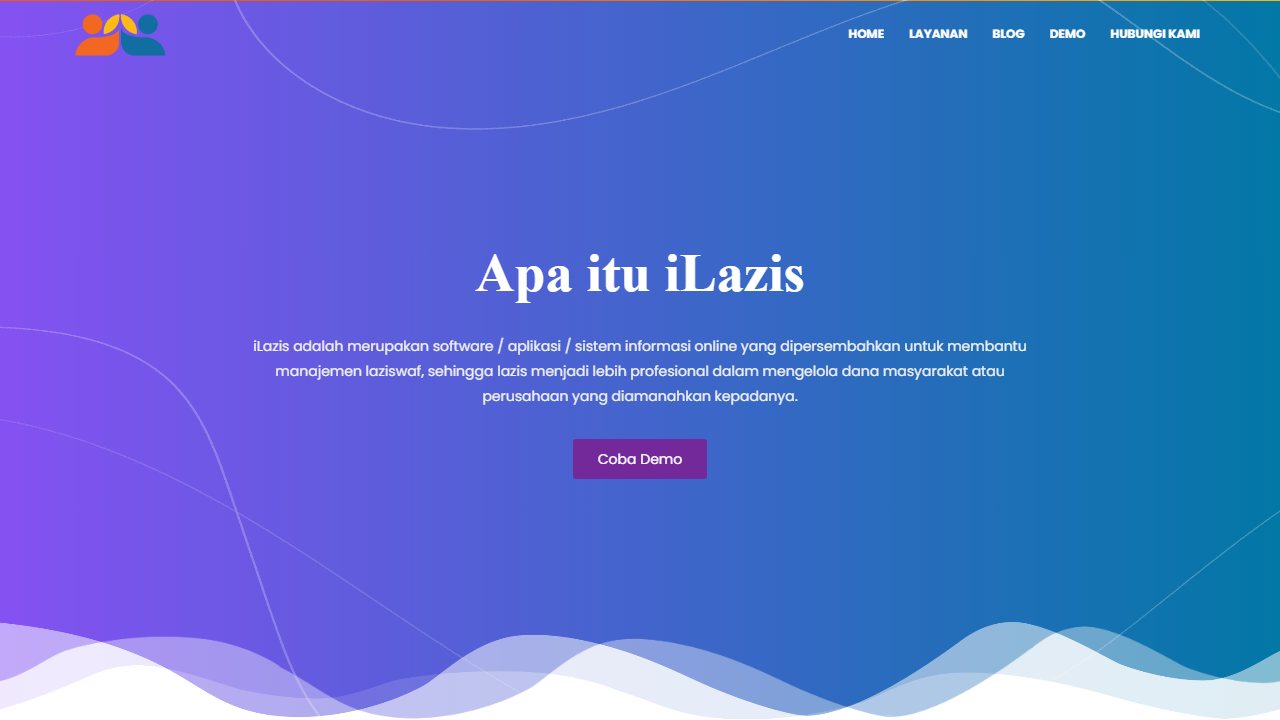 HOME LAYANAN BLOG DEMO HUBUNGI KAMI
Apa itu iLazis
iLazis adalah merupakan software / aplikasi / sistem informasi online yang dipersembahkan untuk membantu
manajemen laziswaf, sehingga lazis menjadi lebih profesional dalam mengelola dana masyarakat atau
perusahaan yang diamanahkan kepadanya.
Coba Demo